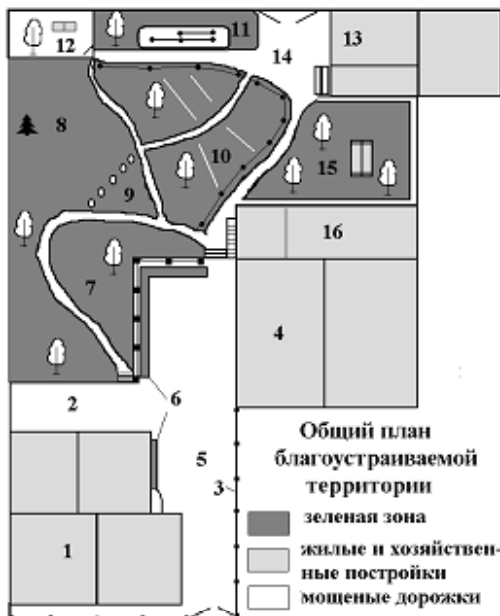 11
12
14
13
8
10
15
9
16
7
4
2
6
5
3
1
Общий план
благоустраиваемой
территории
зеленая зона
жилые и хозяйствен-
ные постройки
мощеные дорожки